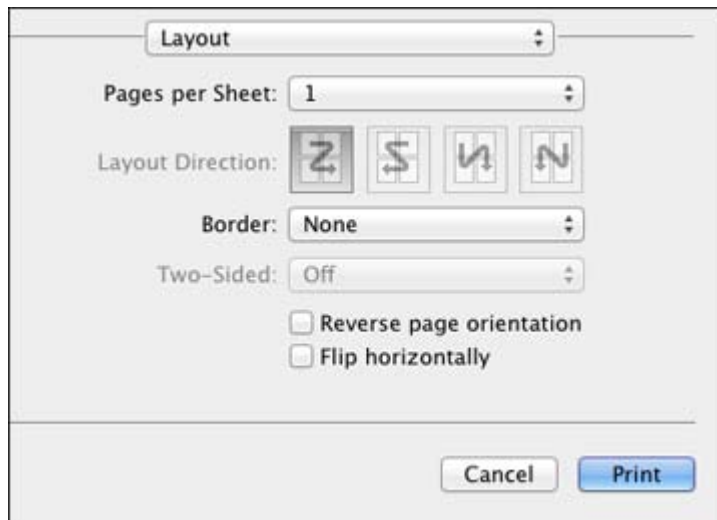 Layout
Pages per Sheet: 1
Layout Direction:
Border: None
Two-Sided: Off
Reverse page orientation
Flip horizontally
Cancel Print